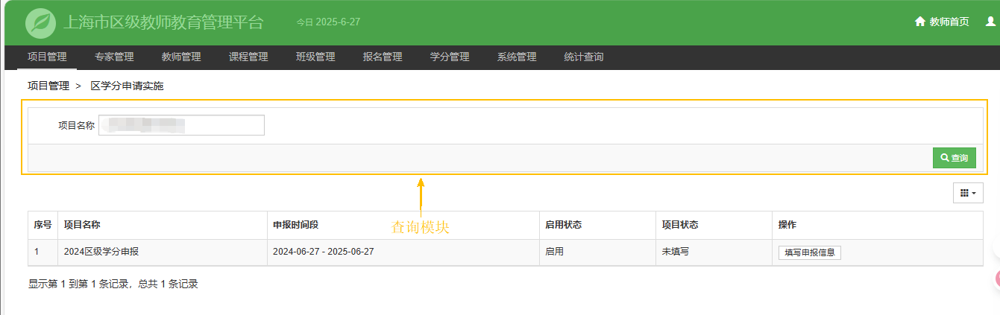 上海市区级教师教育管理平台 今日 2025-6-27 教师首页
项目管理 专家管理 教师管理 课程管理 班级管理 报名管理 学分管理 系统管理 统计查询
项目管理 > 区学分申请实施
项目名称
查询
查询模块
序号 项目名称 申报时间段 启用状态 项目状态 操作
1 2024区级学分申报 2024-06-27 - 2025-06-27 启用 未填写 填写申报信息
显示第 1 到第 1 条记录，总共 1 条记录